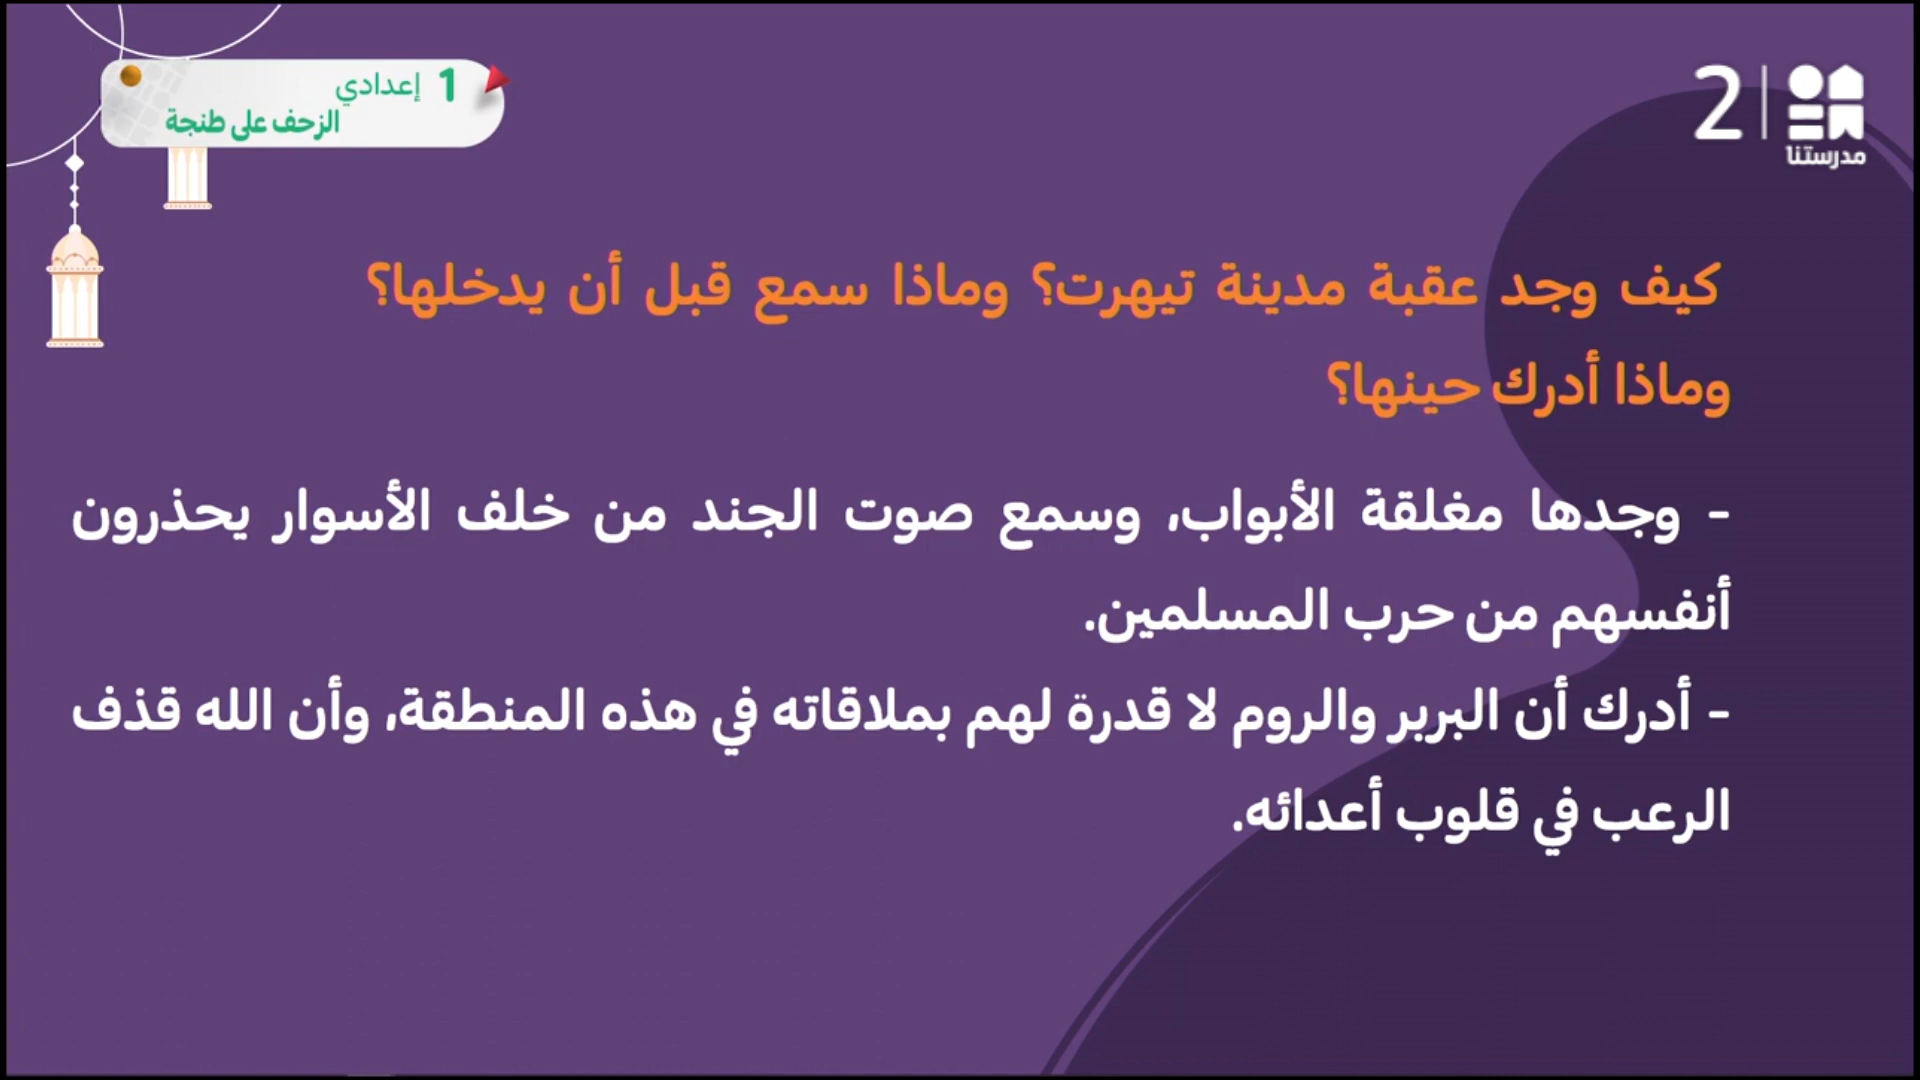 1 إعدادي
الزحف على طنجة
2
مدرستنا
كيف وجد عقبة مدينة تيهرت؟ وماذا سمع قبل أن يدخلها؟
وماذا أدرك حينها؟
- وجدها مغلقة الأبواب، وسمع صوت الجند من خلف الأسوار يحذرون
أنفسهم من حرب المسلمين.
- أدرك أن البربر والروم لا قدرة لهم بملاقاته في هذه المنطقة، وأن الله قذف
الرعب في قلوب أعدائه.